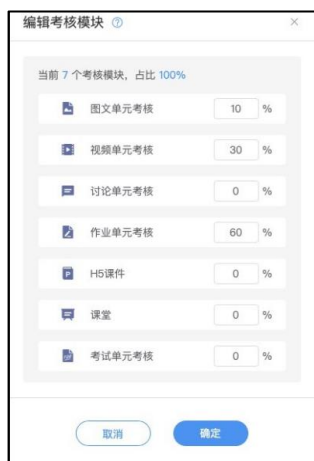 编辑考核模块 ? ×
当前 7 个考核模块，占比 100%
图文单元考核 10 %
视频单元考核 30 %
讨论单元考核 0 %
作业单元考核 60 %
H5课件 0 %
课堂 0 %
考试单元考核 0 %
取消 确定